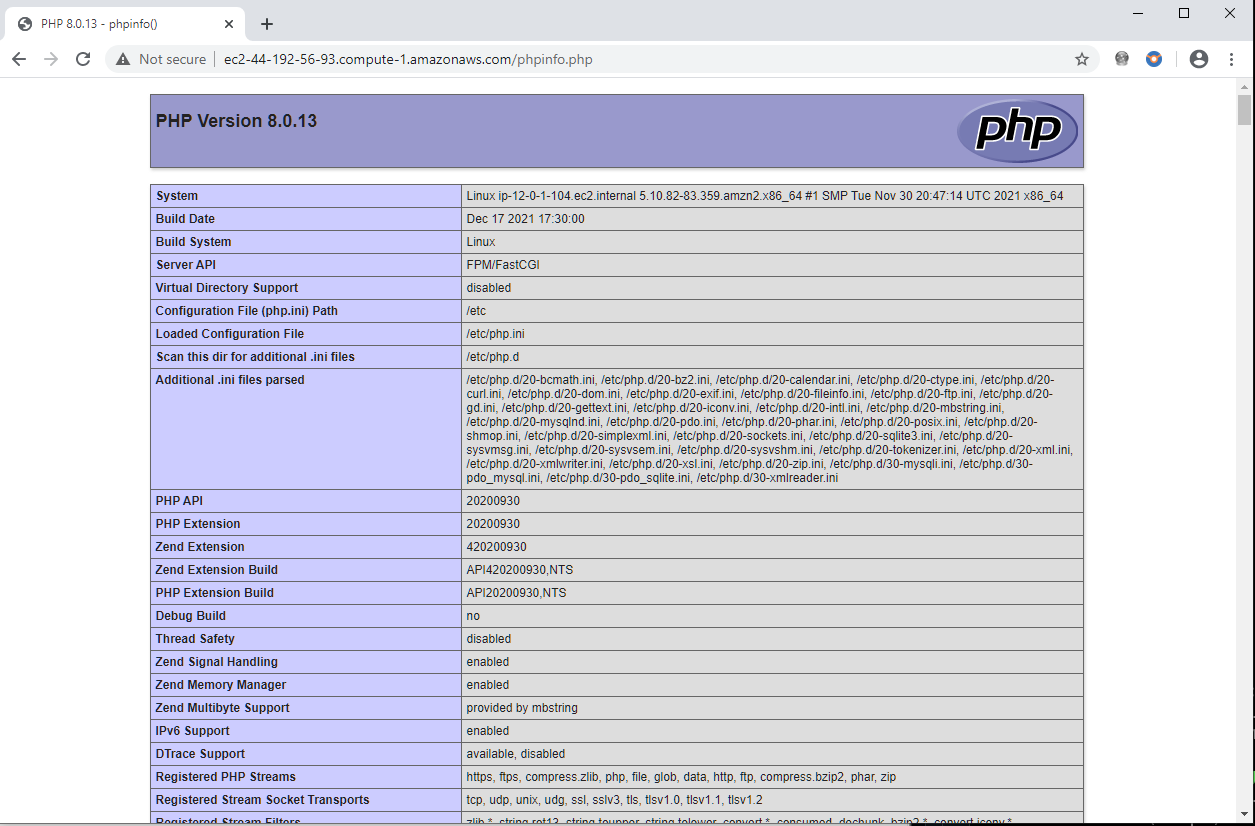 PHP 8.0.13 - phpinfo()
Not secure
ec2-44-192-56-93.compute-1.amazonaws.com/phpinfo.php
PHP Version 8.0.13
php
System Linux ip-12-0-1-104.ec2.internal 5.10.82-83.359.amzn2.x86_64 #1 SMP Tue Nov 30 20:47:14 UTC 2021 x86_64
Build Date Dec 17 2021 17:30:00
Build System Linux
Server API FPM/FastCGI
Virtual Directory Support disabled
Configuration File (php.ini) Path /etc
Loaded Configuration File /etc/php.ini
Scan this dir for additional .ini files /etc/php.d
Additional .ini files parsed /etc/php.d/20-bcmath.ini, /etc/php.d/20-bz2.ini, /etc/php.d/20-calendar.ini, /etc/php.d/20-ctype.ini, /etc/php.d/20-
curl.ini, /etc/php.d/20-dom.ini, /etc/php.d/20-exif.ini, /etc/php.d/20-fileinfo.ini, /etc/php.d/20-ftp.ini, /etc/php.d/20-
gd.ini, /etc/php.d/20-gettext.ini, /etc/php.d/20-iconv.ini, /etc/php.d/20-intl.ini, /etc/php.d/20-mbstring.ini,
/etc/php.d/20-mysqlnd.ini, /etc/php.d/20-pdo.ini, /etc/php.d/20-phar.ini, /etc/php.d/20-posix.ini, /etc/php.d/20-
shmop.ini, /etc/php.d/20-simplexml.ini, /etc/php.d/20-sockets.ini, /etc/php.d/20-sqlite3.ini, /etc/php.d/20-
sysvmsg.ini, /etc/php.d/20-sysvsem.ini, /etc/php.d/20-sysvshm.ini, /etc/php.d/20-tokenizer.ini, /etc/php.d/20-xml.ini,
/etc/php.d/20-xmlwriter.ini, /etc/php.d/20-xsl.ini, /etc/php.d/20-zip.ini, /etc/php.d/30-mysqli.ini, /etc/php.d/30-
pdo_mysql.ini, /etc/php.d/30-pdo_sqlite.ini, /etc/php.d/30-xmlreader.ini
PHP API 20200930
PHP Extension 20200930
Zend Extension 420200930
Zend Extension Build API420200930,NTS
PHP Extension Build API20200930,NTS
Debug Build no
Thread Safety disabled
Zend Signal Handling enabled
Zend Memory Manager enabled
Zend Multibyte Support provided by mbstring
IPv6 Support enabled
DTrace Support available, disabled
Registered PHP Streams https, ftps, compress.zlib, php, file, glob, data, http, ftp, compress.bzip2, phar, zip
Registered Stream Socket Transports tcp, udp, unix, udg, ssl, sslv3, tls, tlsv1.0, tlsv1.1, tlsv1.2
Registered Stream Filters zlib.*, string.rot13, string.toupper, string.tolower, convert.*, consumed, dechunk, bzip2.*, convert.iconv.*